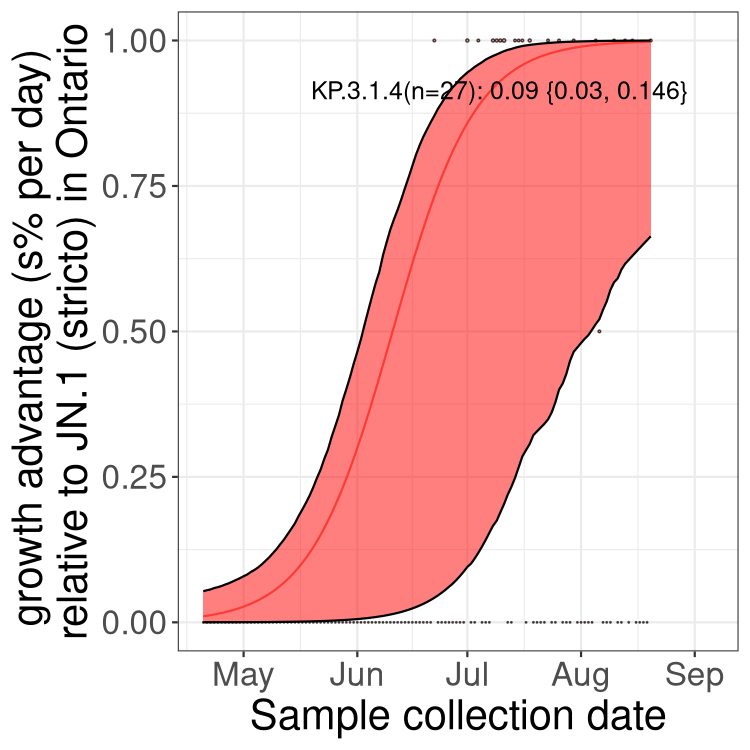 growth advantage (s% per day)
relative to JN.1 (stricto) in Ontario
1.00
0.75
0.50
0.25
0.00
KP.3.1.4(n=27): 0.09 {0.03, 0.146}
May Jun Jul Aug Sep
Sample collection date